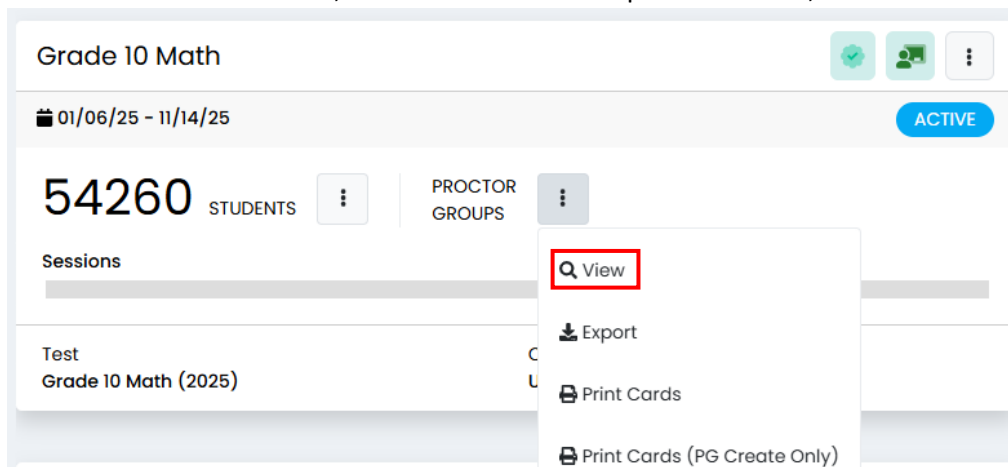 Grade 10 Math
01/06/25 - 11/14/25
ACTIVE
54260 STUDENTS
PROCTOR
GROUPS
Sessions
View
Export
Test
Grade 10 Math (2025)
Print Cards
Print Cards (PG Create Only)